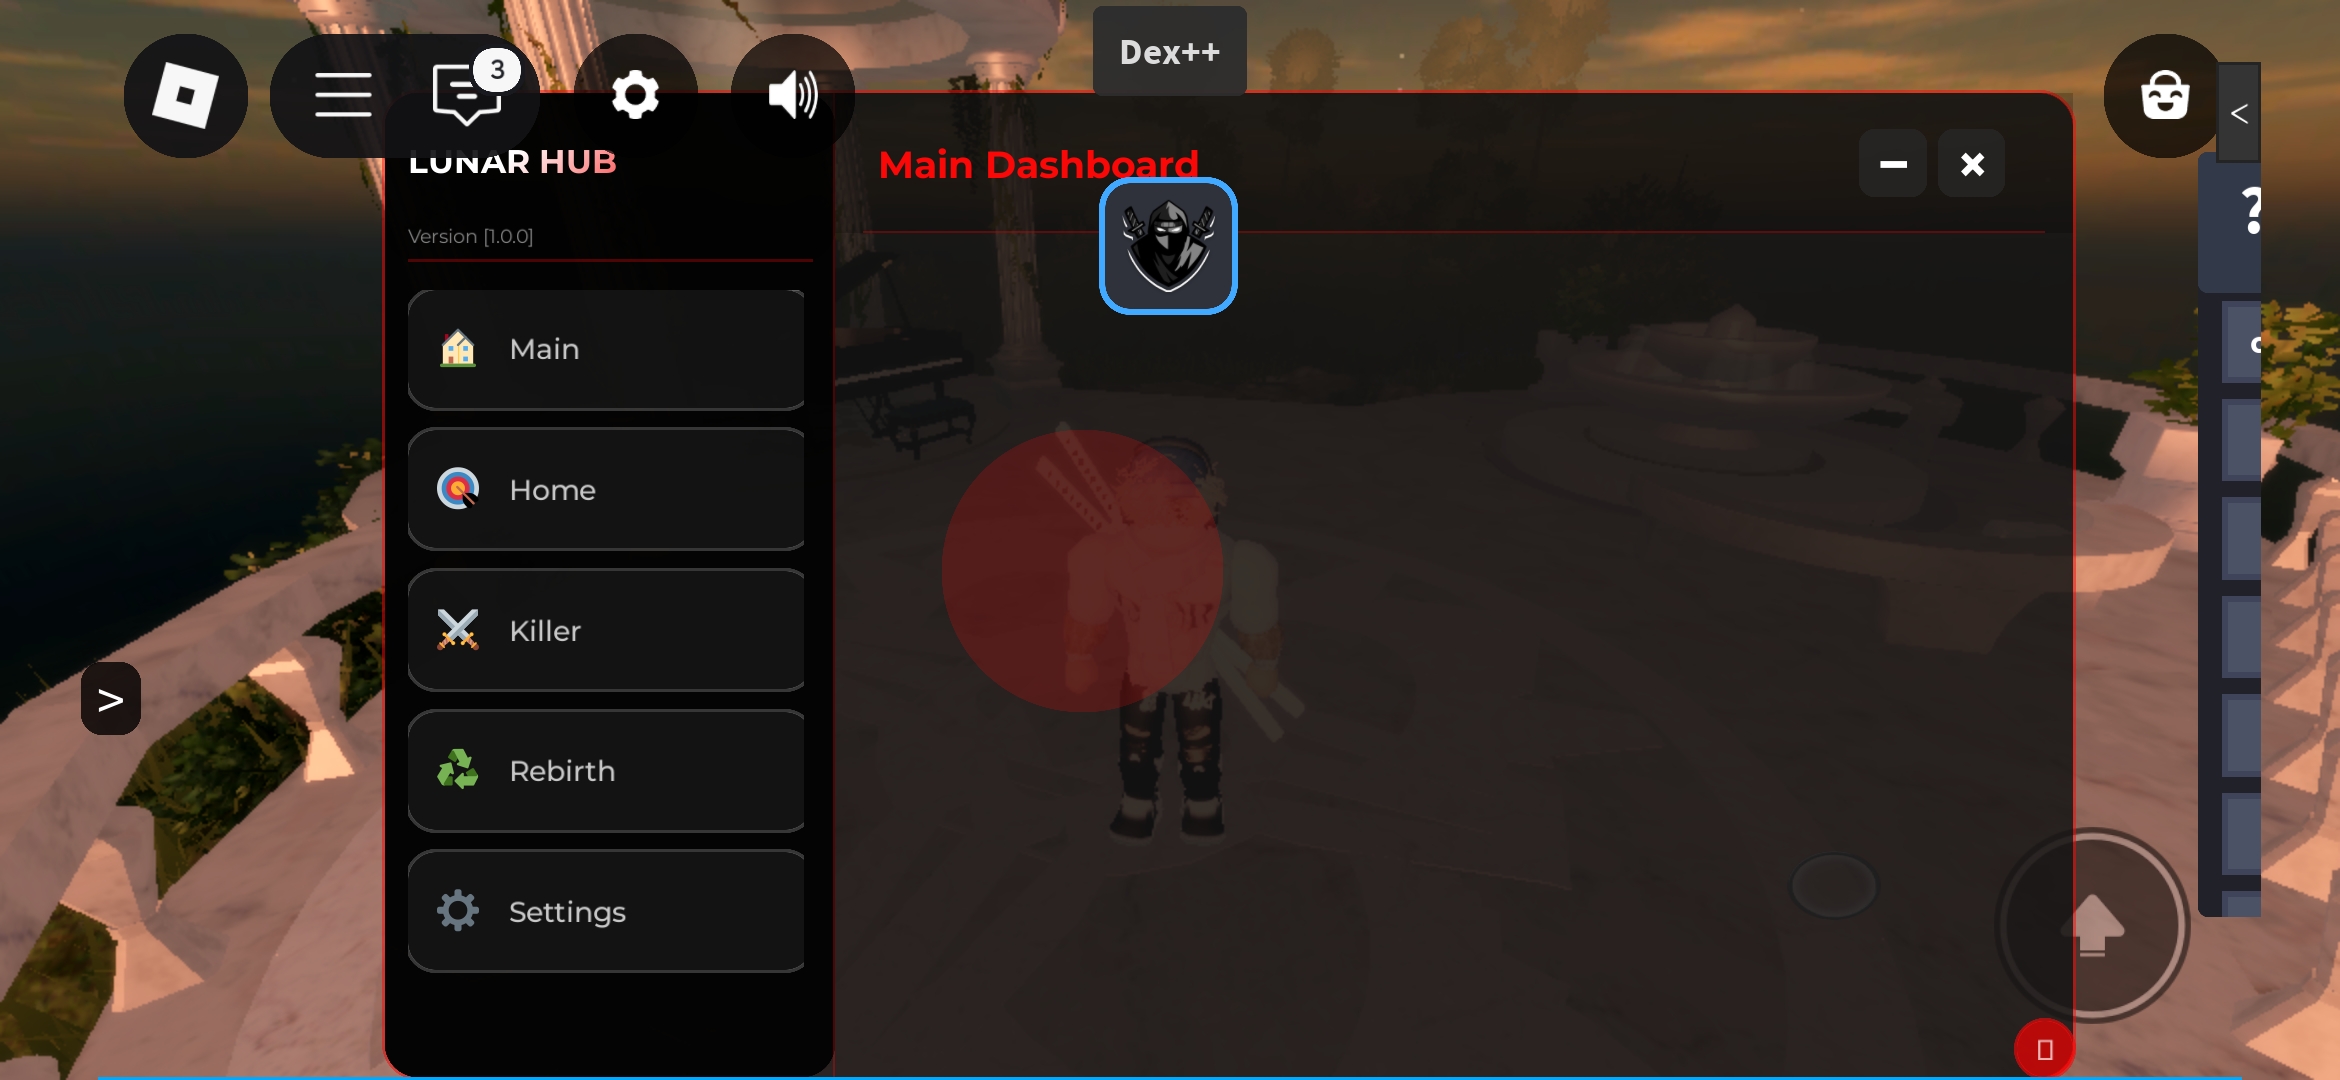 Dex++
3
<
LUNAR HUB
Main Dashboard
Version [1.0.0]
?
Main
Home
Killer
>
Rebirth
Settings